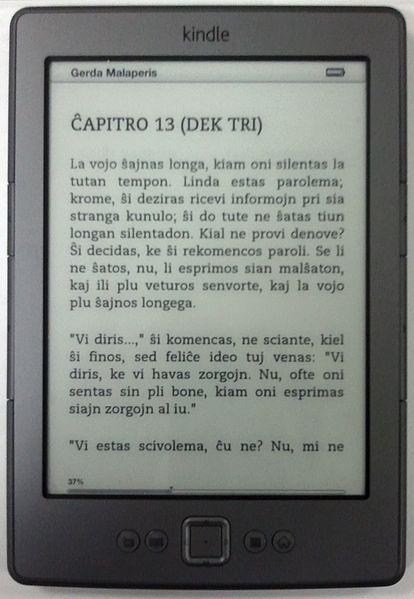 kindle
Gerda Malaperis
ĈAPITRO 13 (DEK TRI)
La vojo ŝajnas longa, kiam oni silentas la
tutan tempon. Linda estas parolema;
krome, ŝi deziras ricevi informojn pri sia
stranga kunulo; ŝi do tute ne ŝatas tiun
longan silentadon. Kial ne provi denove?
Ŝi decidas, ke ŝi rekomencos paroli. Se li
ne ŝatos, nu, li esprimos sian malŝaton,
kaj ili plu veturos senvorte, kaj la vojo
plu ŝajnos longega.
"Vi diris...," ŝi komencas, ne sciante, kiel
ŝi finos, sed feliĉe ideo tuj venas: "Vi
diris, ke vi havas zorgojn. Nu, ofte oni
sentas sin pli bone, kiam oni esprimas
siajn zorgojn al iu."
"Vi estas scivolema, ĉu ne? Nu, mi ne
37%